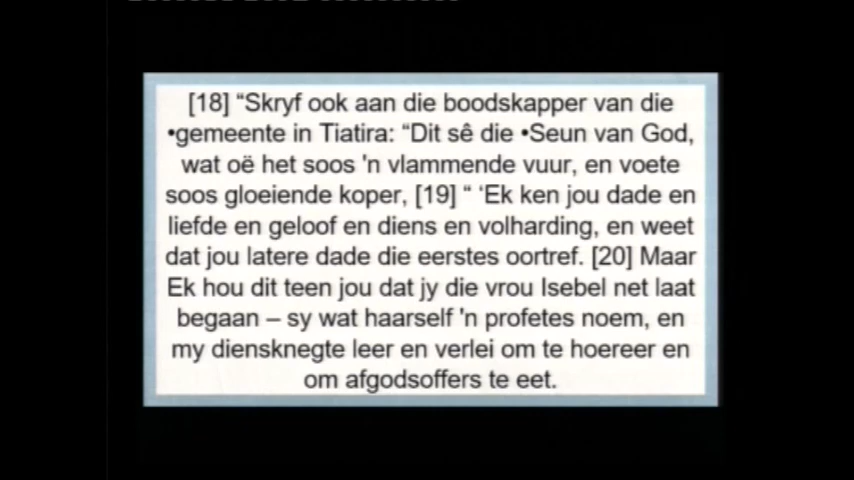 [18] “Skryf ook aan die boodskapper van die
•gemeente in Tiatira: “Dit sê die •Seun van God,
wat oë het soos 'n vlammende vuur, en voete
soos gloeiende koper, [19] “ ‘Ek ken jou dade en
liefde en geloof en diens en volharding, en weet
dat jou latere dade die eerstes oortref. [20] Maar
Ek hou dit teen jou dat jy die vrou Isebel net laat
begaan – sy wat haarself 'n profetes noem, en
my diensknegte leer en verlei om te hoereer en
om afgodsoffers te eet.